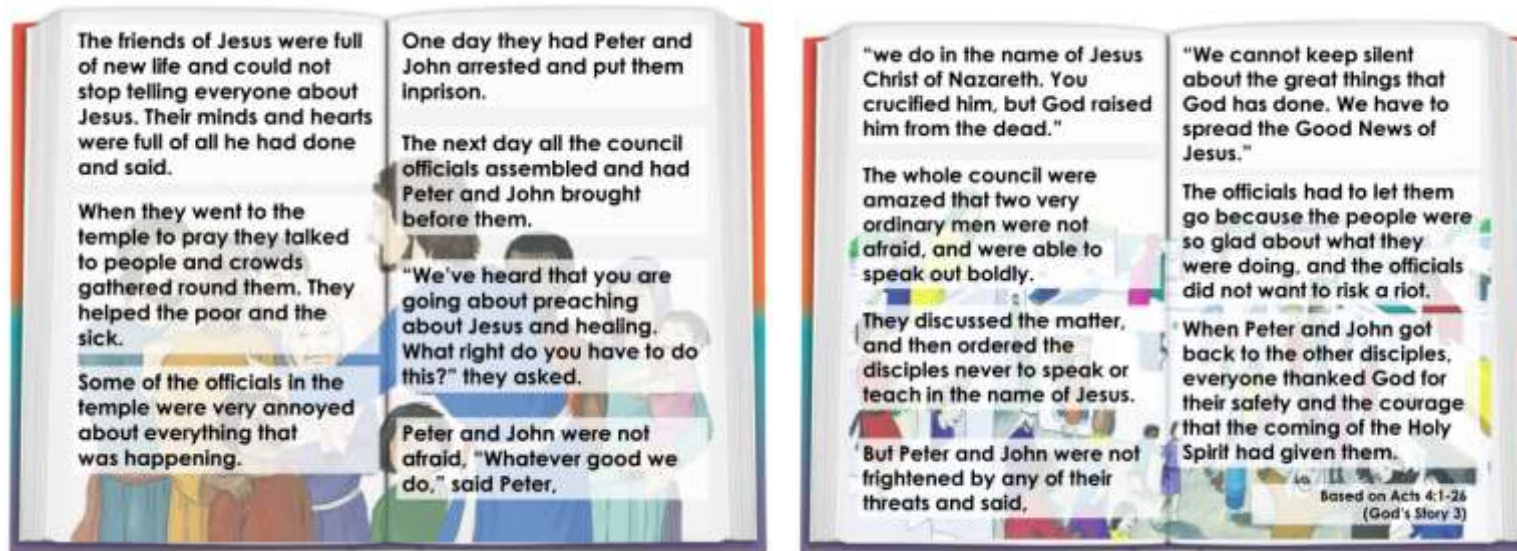 The friends of Jesus were full
of new life and could not
stop telling everyone about
Jesus. Their minds and hearts
were full of all he had done
and said.
When they went to the
temple to pray they talked
to people and crowds
gathered round them. They
helped the poor and the
sick.
Some of the officials in the
temple were very annoyed
about everything that
was happening.
One day they had Peter and
John arrested and put them
inprison.
The next day all the council
officials assembled and had
Peter and John brought
before them.
“We’ve heard that you are
going about preaching
about Jesus and healing.
What right do you have to do
this?” they asked.
Peter and John were not
afraid, “Whatever good we
do,” said Peter,
“we do in the name of Jesus
Christ of Nazareth. You
crucified him, but God raised
him from the dead.”
The whole council were
amazed that two very
ordinary men were not
afraid, and were able to
speak out boldly.
They discussed the matter,
and then ordered the
disciples never to speak or
teach in the name of Jesus.
But Peter and John were not
frightened by any of their
threats and said,
“We cannot keep silent
about the great things that
God has done. We have to
spread the Good News of
Jesus.”
The officials had to let them
go because the people were
so glad about what they
were doing, and the officials
did not want to risk a riot.
When Peter and John got
back to the other disciples,
everyone thanked God for
their safety and the courage
that the coming of the Holy
Spirit had given them.
Based on Acts 4:1-26
(God’s Story 3)